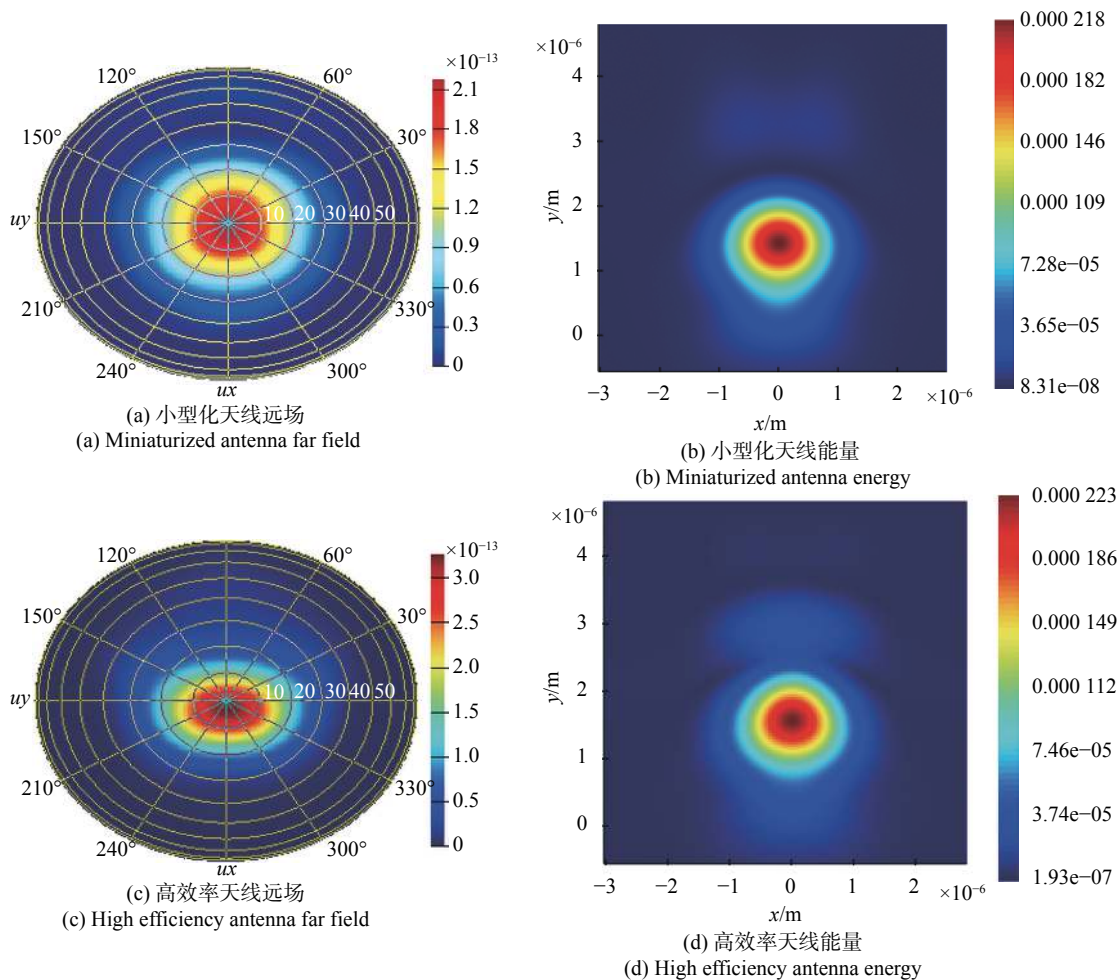 ×10⁻¹³
120°
60°
2.1
150°
30°
1.8
1.5
uy
10 20 30 40 50
1.2
0.9
0.6
210°
330°
0.3
240°
300°
0
ux
(a) 小型化天线远场
(a) Miniaturized antenna far field
×10⁻⁶
4
3
2
1
0
y/m
−3 −2 −1 0 1 2
×10⁻⁶
x/m
0.000 218
0.000 182
0.000 146
0.000 109
7.28e−05
3.65e−05
8.31e−08
(b) 小型化天线能量
(b) Miniaturized antenna energy
×10⁻¹³
120°
60°
3.0
150°
30°
2.5
2.0
uy
10 20 30 40 50
1.5
1.0
210°
330°
0.5
240°
300°
0
ux
(c) 高效率天线远场
(c) High efficiency antenna far field
×10⁻⁶
4
3
2
1
0
y/m
−3 −2 −1 0 1 2
×10⁻⁶
x/m
0.000 223
0.000 186
0.000 149
0.000 112
7.46e−05
3.74e−05
1.93e−07
(d) 高效率天线能量
(d) High efficiency antenna energy